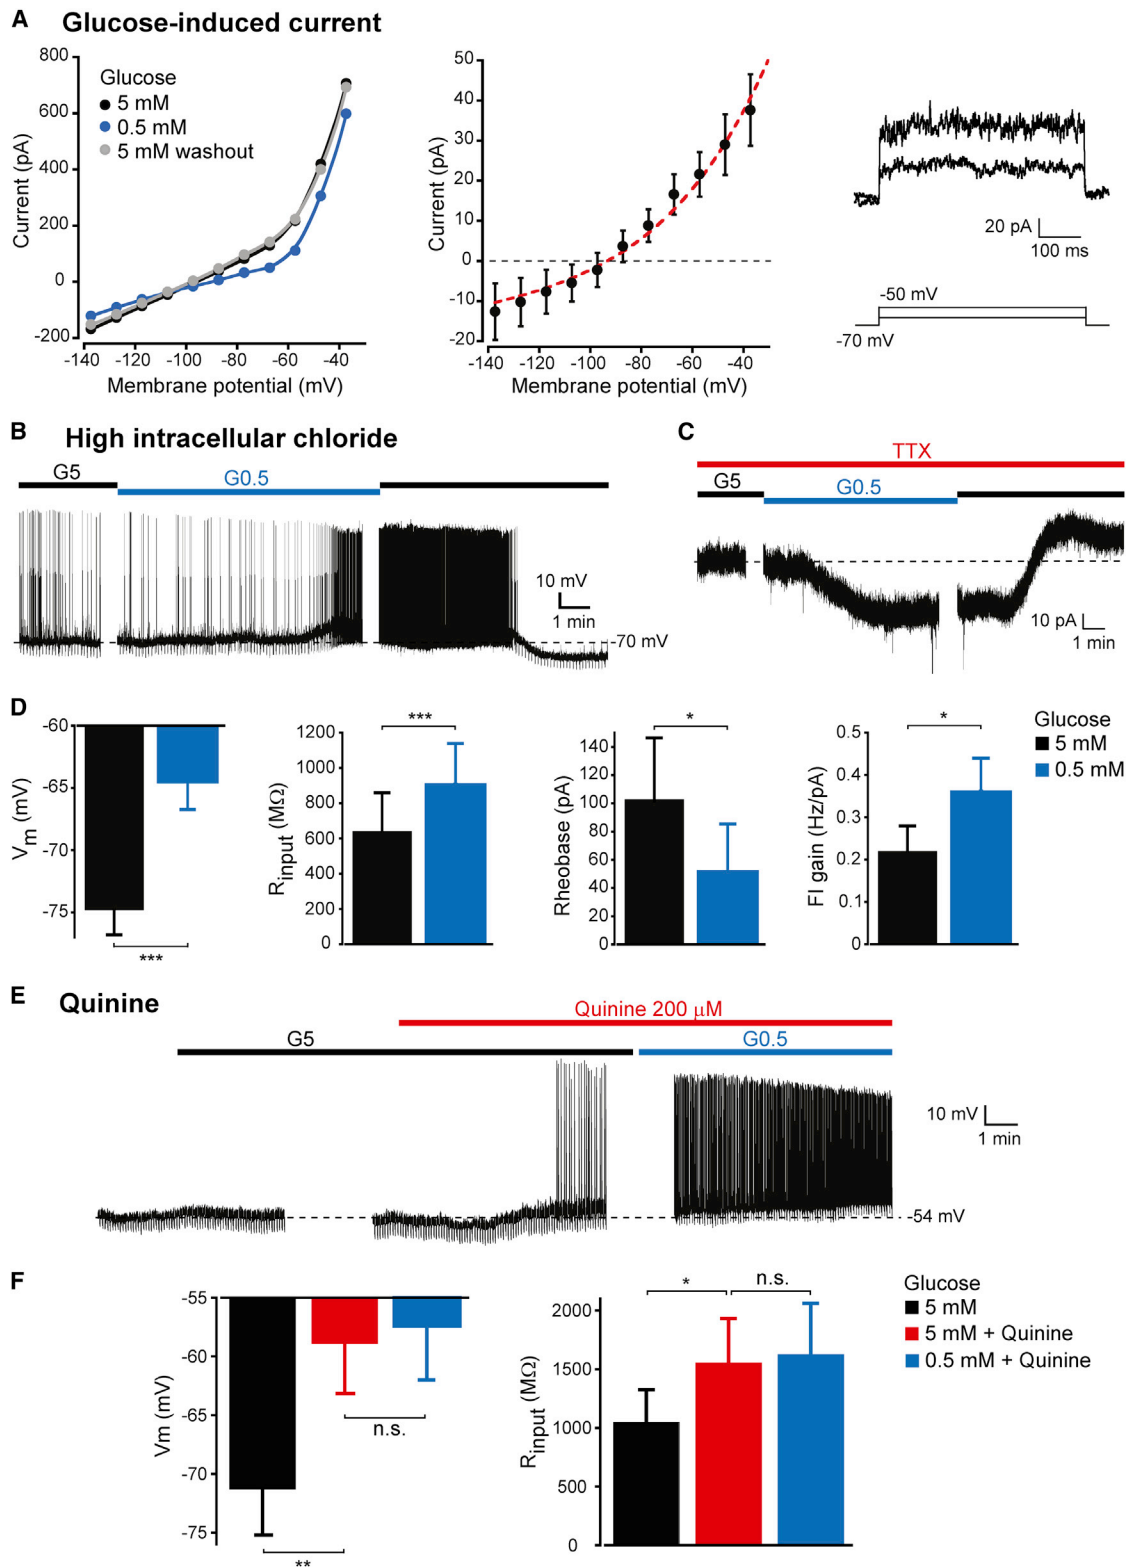 A Glucose-induced current
800
600
400
200
0
-200
Current (pA)
Glucose
5 mM
0.5 mM
5 mM washout
-140 -120 -100 -80 -60 -40
Membrane potential (mV)
50
40
30
20
10
0
-10
-20
Current (pA)
-140 -120 -100 -80 -60 -40
Membrane potential (mV)
20 pA
100 ms
-50 mV
-70 mV
B High intracellular chloride
G5
G0.5
10 mV
1 min
-70 mV
C
TTX
G5
G0.5
10 pA
1 min
D
-60
-65
-70
-75
Vm (mV)
***
1200
1000
800
600
400
200
0
Rinput (MΩ)
***
140
120
100
80
60
40
20
0
Rheobase (pA)
*
0.5
0.4
0.3
0.2
0.1
0
FI gain (Hz/pA)
*
Glucose
5 mM
0.5 mM
E Quinine
Quinine 200 μM
G5
G0.5
10 mV
1 min
-54 mV
F
-55
-60
-65
-70
-75
Vm (mV)
n.s.
**
2000
1500
1000
500
0
Rinput (MΩ)
*
n.s.
Glucose
5 mM
5 mM + Quinine
0.5 mM + Quinine